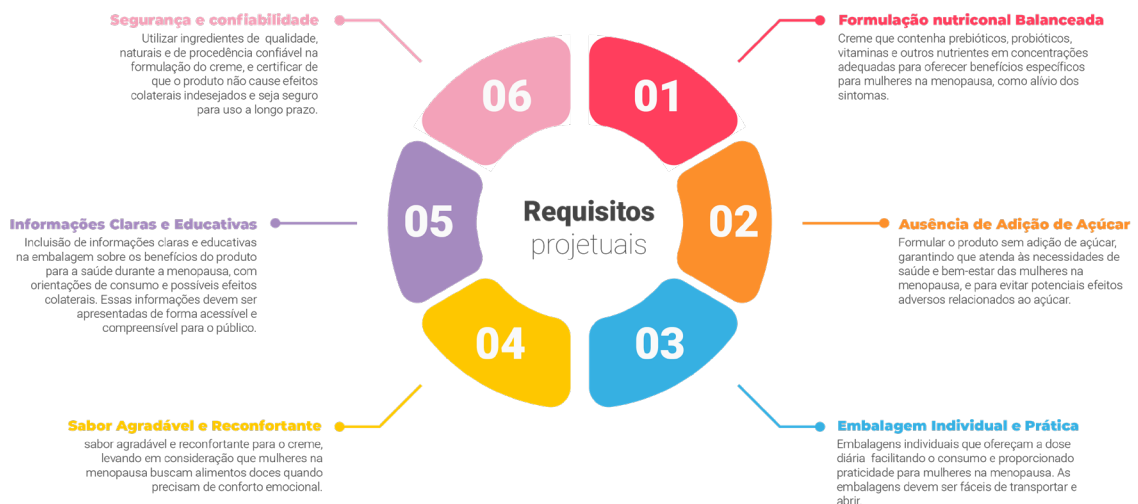 Requisitos
projetuais
01
Formulação nutriconal Balanceada
Creme que contenha prebióticos, probióticos,
vitaminas e outros nutrientes em concentrações
adequadas para oferecer benefícios específicos
para mulheres na menopausa, como alívio dos
sintomas.
02
Ausência de Adição de Açúcar
Formular o produto sem adição de açúcar,
garantindo que atenda às necessidades de
saúde e bem-estar das mulheres na
menopausa, e para evitar potenciais efeitos
adversos relacionados ao açúcar.
03
Embalagem Individual e Prática
Embalagens individuais que ofereçam a dose
diária facilitando o consumo e proporcionado
praticidade para mulheres na menopausa. As
embalagens devem ser fáceis de transportar e
abrir
04
Sabor Agradável e Reconfortante
sabor agradável e reconfortante para o creme,
levando em consideração que mulheres na
menopausa buscam alimentos doces quando
precisam de conforto emocional.
05
Informações Claras e Educativas
Incluisão de informações claras e educativas
na embalagem sobre os benefícios do produto
para a saúde durante a menopausa, com
orientações de consumo e possíveis efeitos
colaterais. Essas informações devem ser
apresentadas de forma acessível e
compreensível para o público.
06
Segurança e confiabilidade
Utilizar ingredientes de qualidade,
naturais e de procedência confiável na
formulação do creme, e certificar de
que o produto não cause efeitos
colaterais indesejados e seja seguro
para uso a longo prazo.